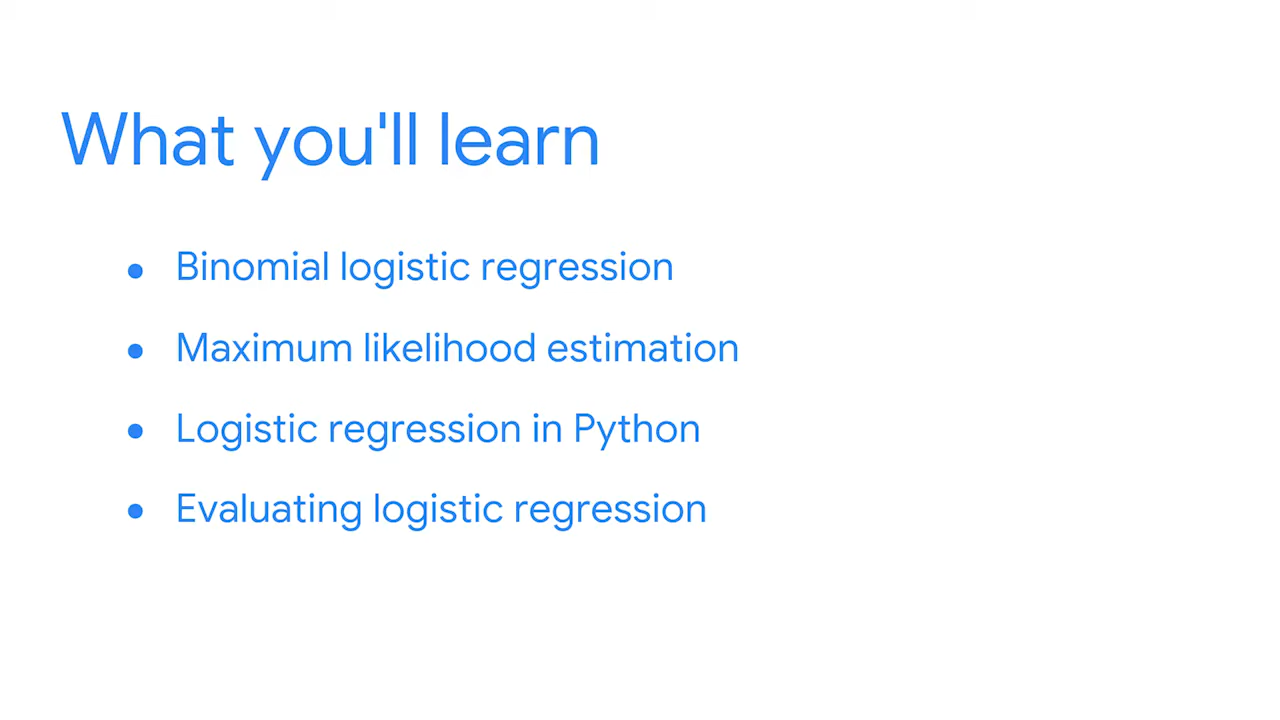 What you'll learn
● Binomial logistic regression
● Maximum likelihood estimation
● Logistic regression in Python
● Evaluating logistic regression